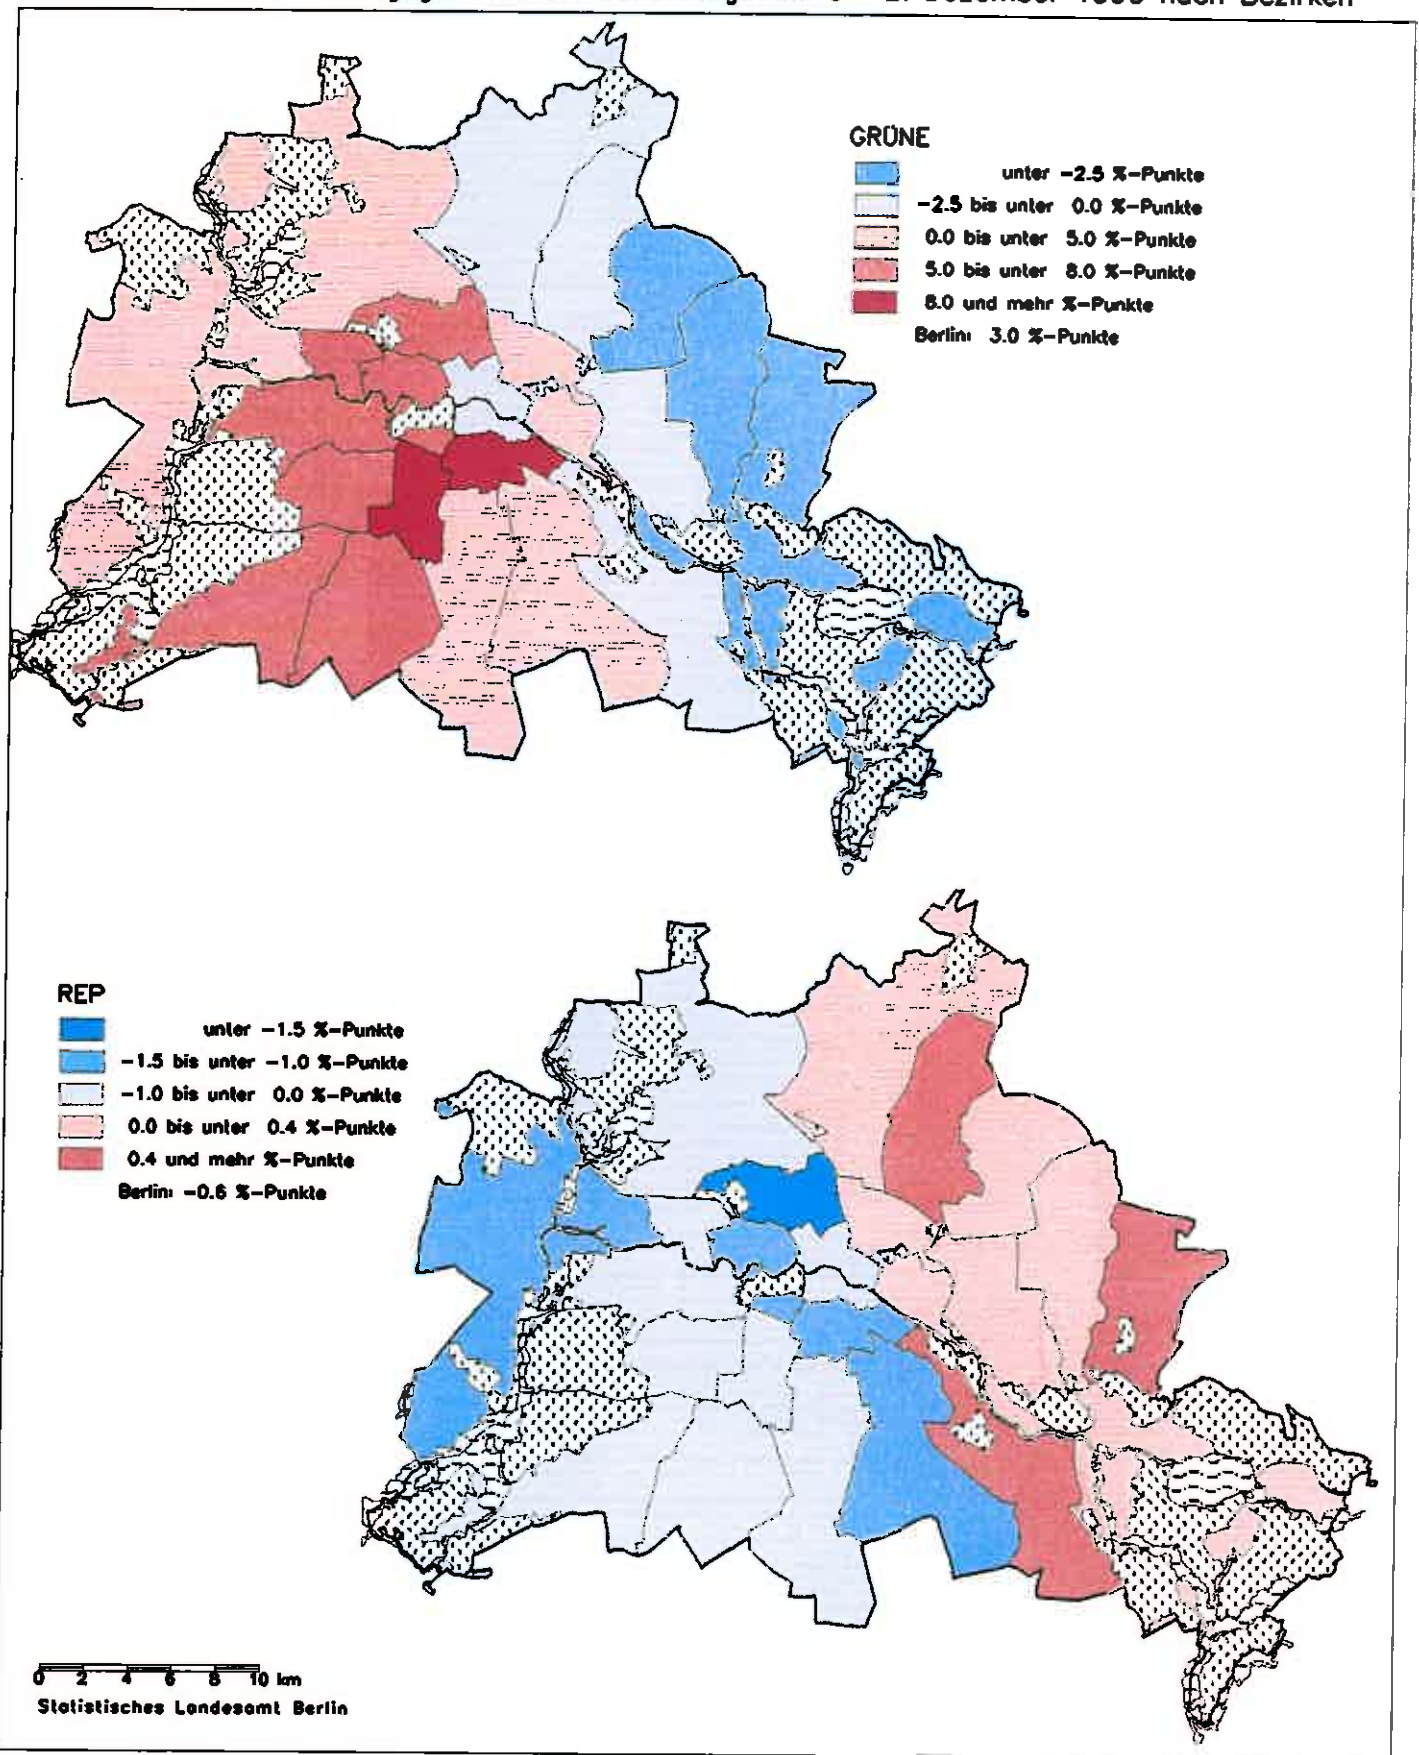 Dezember nach Bezirken
GRÜNE
unter -2.5 %-Punkte
-2.5 bis unter 0.0 %-Punkte
0.0 bis unter 5.0 %-Punkte
5.0 bis unter 8.0 %-Punkte
8.0 und mehr %-Punkte
Berlin: 3.0 %-Punkte
REP
unter -1.5 %-Punkte
-1.5 bis unter -1.0 %-Punkte
-1.0 bis unter 0.0 %-Punkte
0.0 bis unter 0.4 %-Punkte
0.4 und mehr %-Punkte
Berlin: -0.6 %-Punkte
0 2 4 6 8 10 km
Statistisches Landesamt Berlin